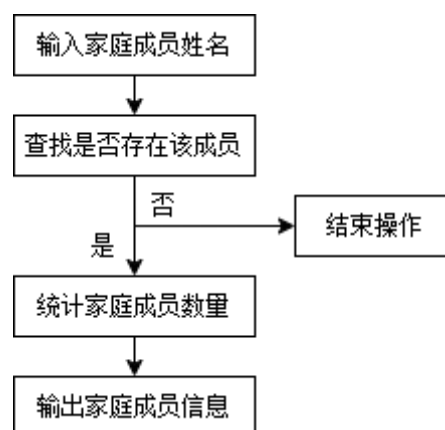 输入家庭成员姓名
查找是否存在该成员
否
结束操作
是
统计家庭成员数量
输出家庭成员信息